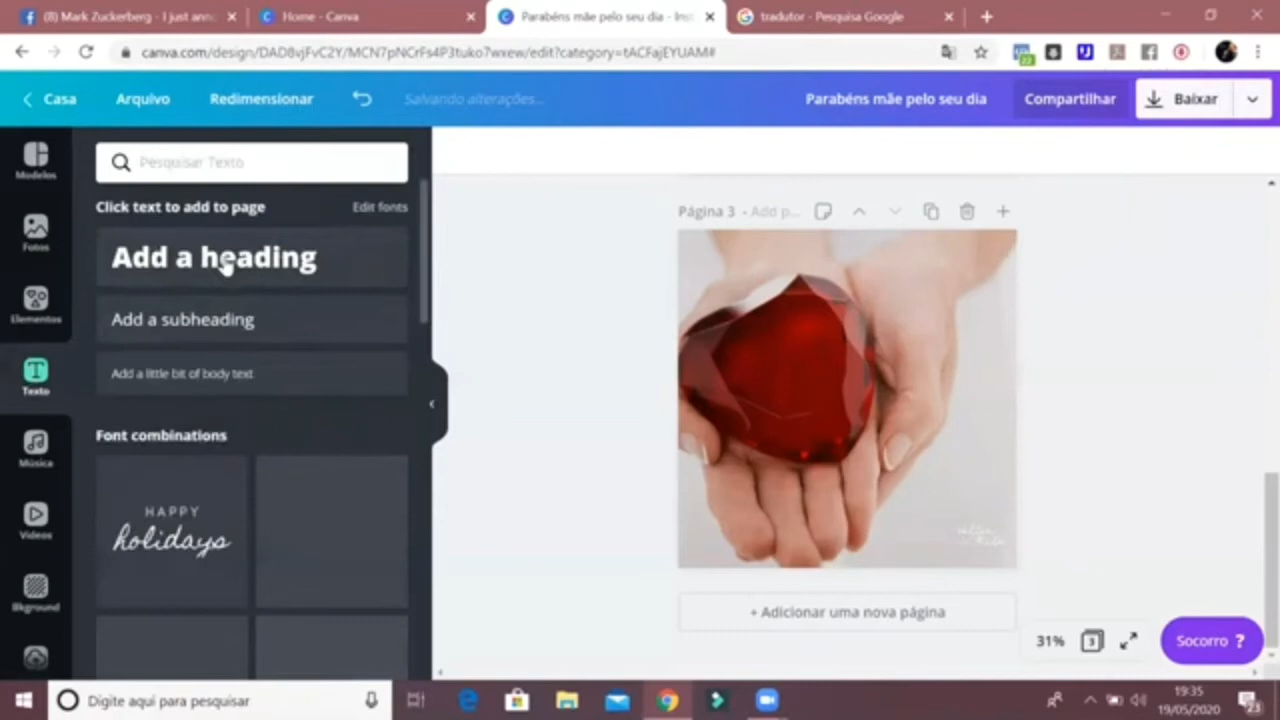 (8) Mark Zuckerberg - I just ann
Home - Canva
Parabéns mãe pelo seu dia - Inst
tradutor - Pesquisa Google
canva.com/design/DAD8vjFvC2Y/MCN7pNCrFs4P3tuko7wxew/edit?category=tACFajEYUAM#
22
Casa
Arquivo
Redimensionar
Salvando alterações...
Parabéns mãe pelo seu dia
Compartilhar
Baixar
Modelos
Fotos
Elementos
Texto
Música
Videos
Bkground
Pesquisar Texto
Click text to add to page
Edit fonts
Add a heading
Add a subheading
Add a little bit of body text
Font combinations
HAPPY
holidays
Página 3 - Add p...
+ Adicionar uma nova página
31%
3
Socorro ?
Digite aqui para pesquisar
19:35
19/05/2020
23